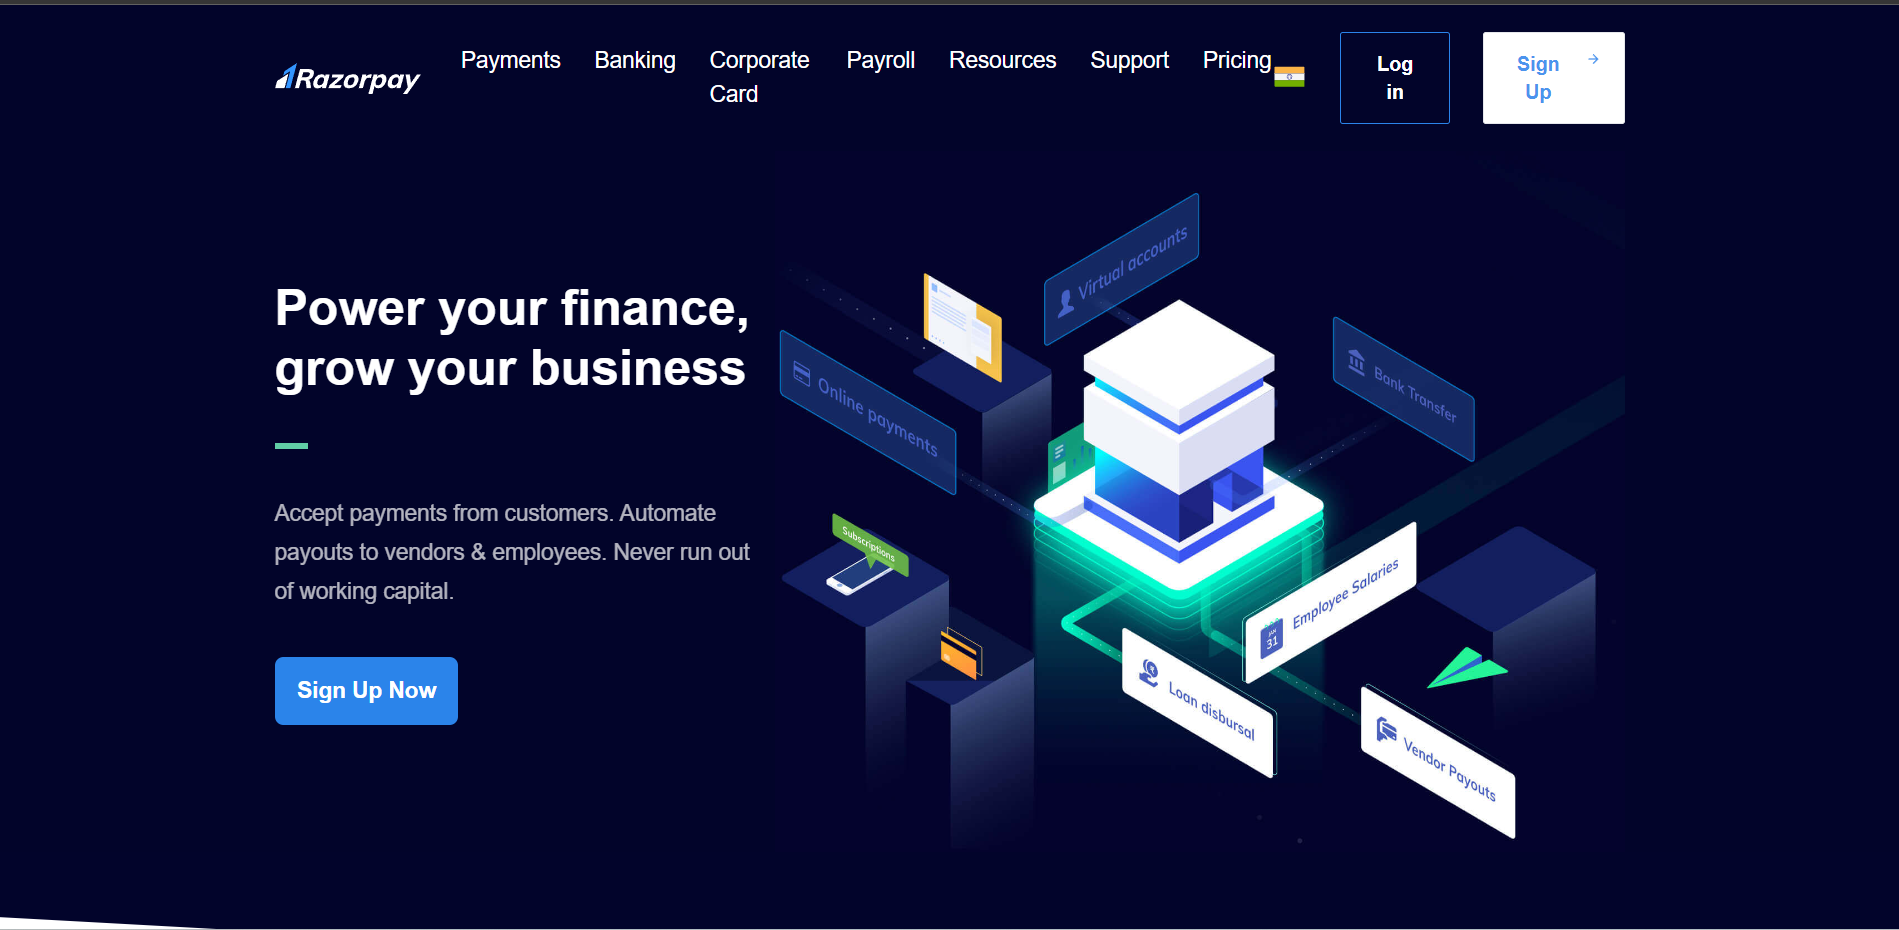 Razorpay
Payments
Banking
Corporate
Card
Payroll
Resources
Support
Pricing
Log
in
Sign
Up
Power your finance,
grow your business
Accept payments from customers. Automate
payouts to vendors & employees. Never run out
of working capital.
Sign Up Now
Virtual accounts
Online payments
Bank Transfer
Subscriptions
Employee Salaries
JAN
31
Loan disbursal
Vendor Payouts